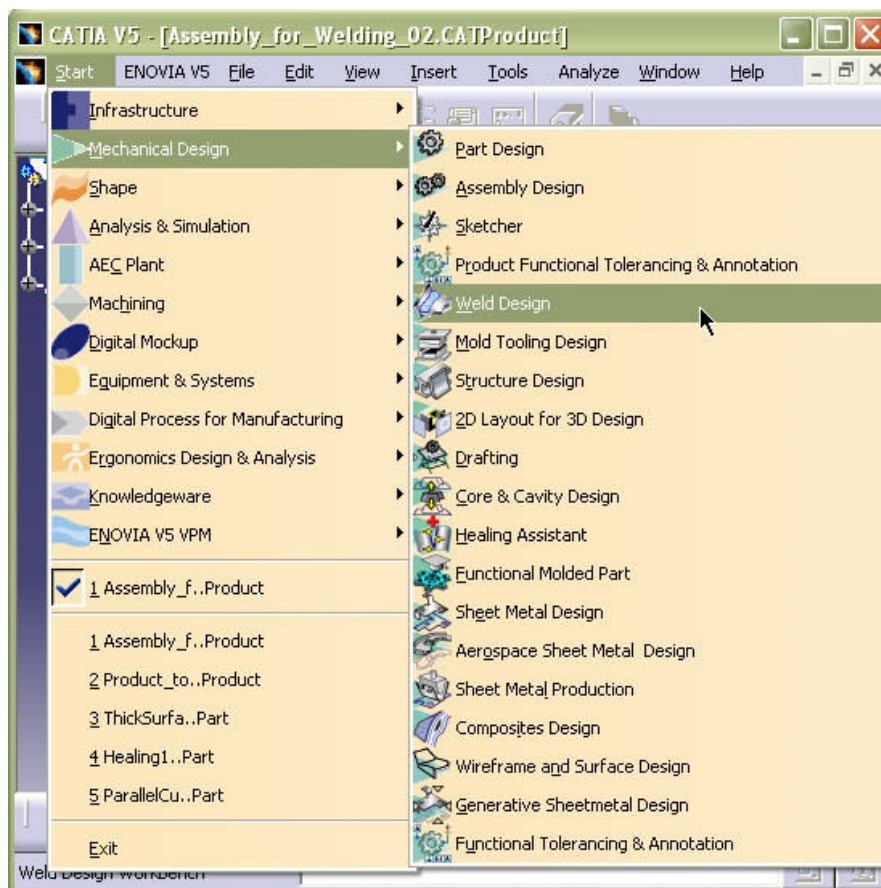 CATIA V5 - [Assembly_for_Welding_02.CATProduct]
Start ENOVIA V5 File Edit View Insert Tools Analyze Window Help
Infrastructure
Mechanical Design
Shape
Analysis & Simulation
AEC Plant
Machining
Digital Mockup
Equipment & Systems
Digital Process for Manufacturing
Ergonomics Design & Analysis
Knowledgeware
ENOVIA V5 VPM
1 Assembly_f..Product
1 Assembly_f..Product
2 Product_to..Product
3 ThickSurfa..Part
4 Healing1..Part
5 ParallelCu..Part
Exit
Part Design
Assembly Design
Sketcher
Product Functional Tolerancing & Annotation
Weld Design
Mold Tooling Design
Structure Design
2D Layout for 3D Design
Drafting
Core & Cavity Design
Healing Assistant
Functional Molded Part
Sheet Metal Design
Aerospace Sheet Metal Design
Sheet Metal Production
Composites Design
Wireframe and Surface Design
Generative Sheetmetal Design
Functional Tolerancing & Annotation
Weld Design Workbench